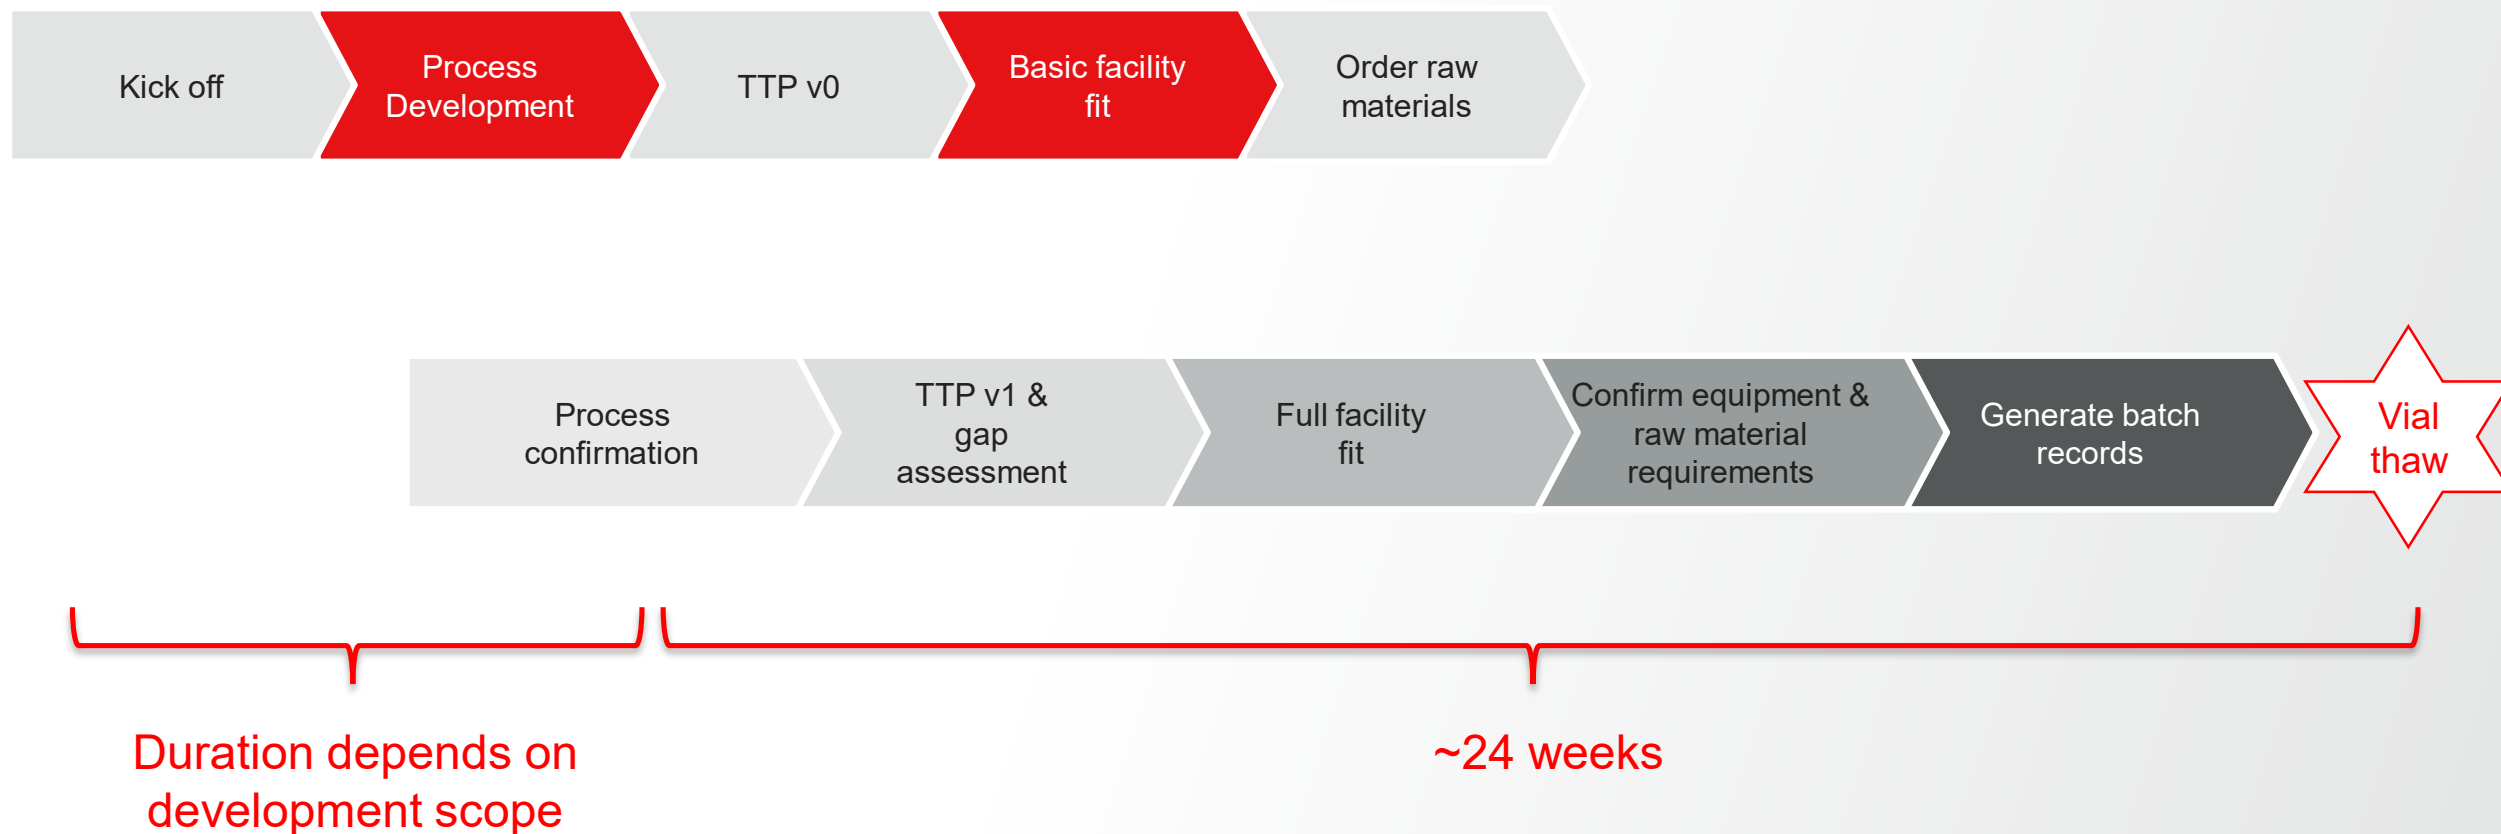 Kick off
Process
Development
TTP v0
Basic facility
fit
Order raw
materials
Process
confirmation
TTP v1 &
gap
assessment
Full facility
fit
Confirm equipment &
raw material
requirements
Generate batch
records
Vial
thaw
Duration depends on
development scope
~24 weeks